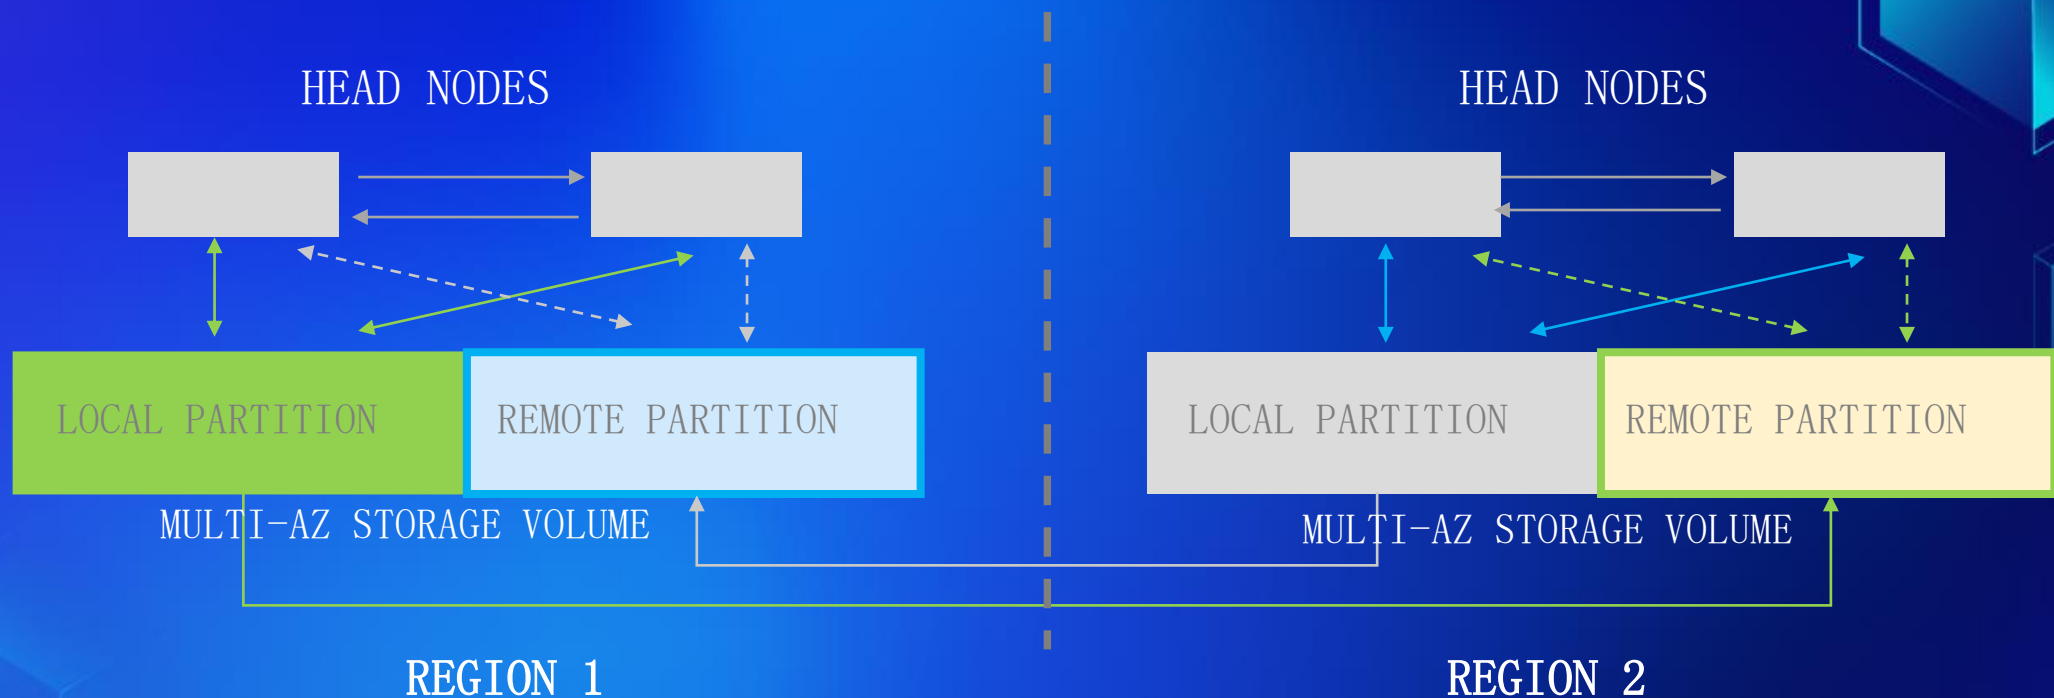 HEAD NODES
HEAD NODES
LOCAL PARTITION
REMOTE PARTITION
LOCAL PARTITION
REMOTE PARTITION
MULTI-AZ STORAGE VOLUME
MULTI-AZ STORAGE VOLUME
REGION 1
REGION 2